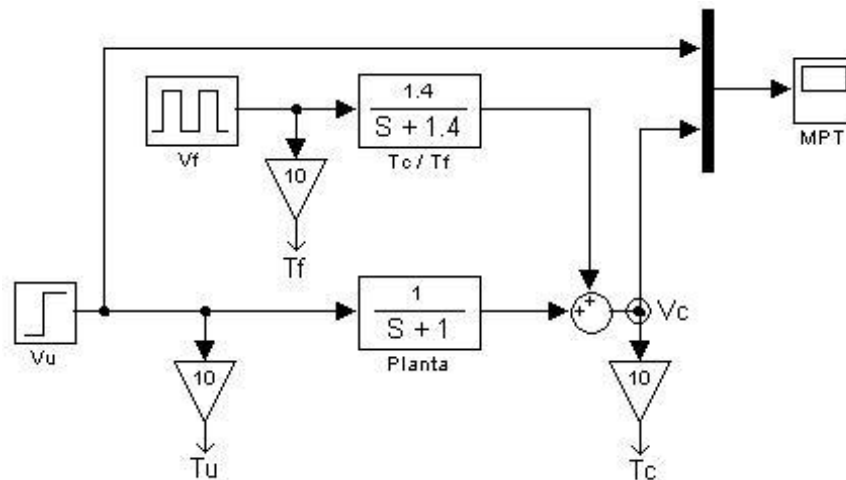 1.4
S + 1.4
Tc / Tf
Vf
10
Tf
MPT
Vu
1
S + 1
Planta
Vc
10
Tu
10
Tc